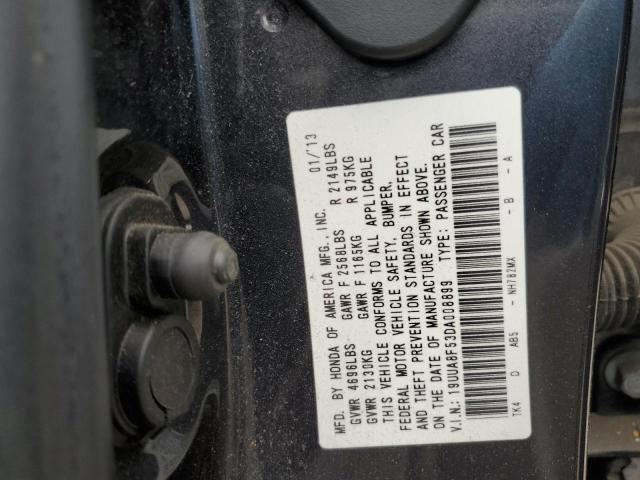 MFD. BY HONDA OF AMERICA MFG., INC. 01/'13
GVWR 4696LBS GAWR F 2568LBS R 2149LBS
GVWR 2130KG GAWR F 1165KG R 975KG
THIS VEHICLE CONFORMS TO ALL APPLICABLE
FEDERAL MOTOR VEHICLE SAFETY, BUMPER,
AND THEFT PREVENTION STANDARDS IN EFFECT
ON THE DATE OF MANUFACTURE SHOWN ABOVE.
V.I.N.: 19UUA8F53DA008899 TYPE: PASSENGER CAR
TK4 D AB5 - NH782MX - B - A